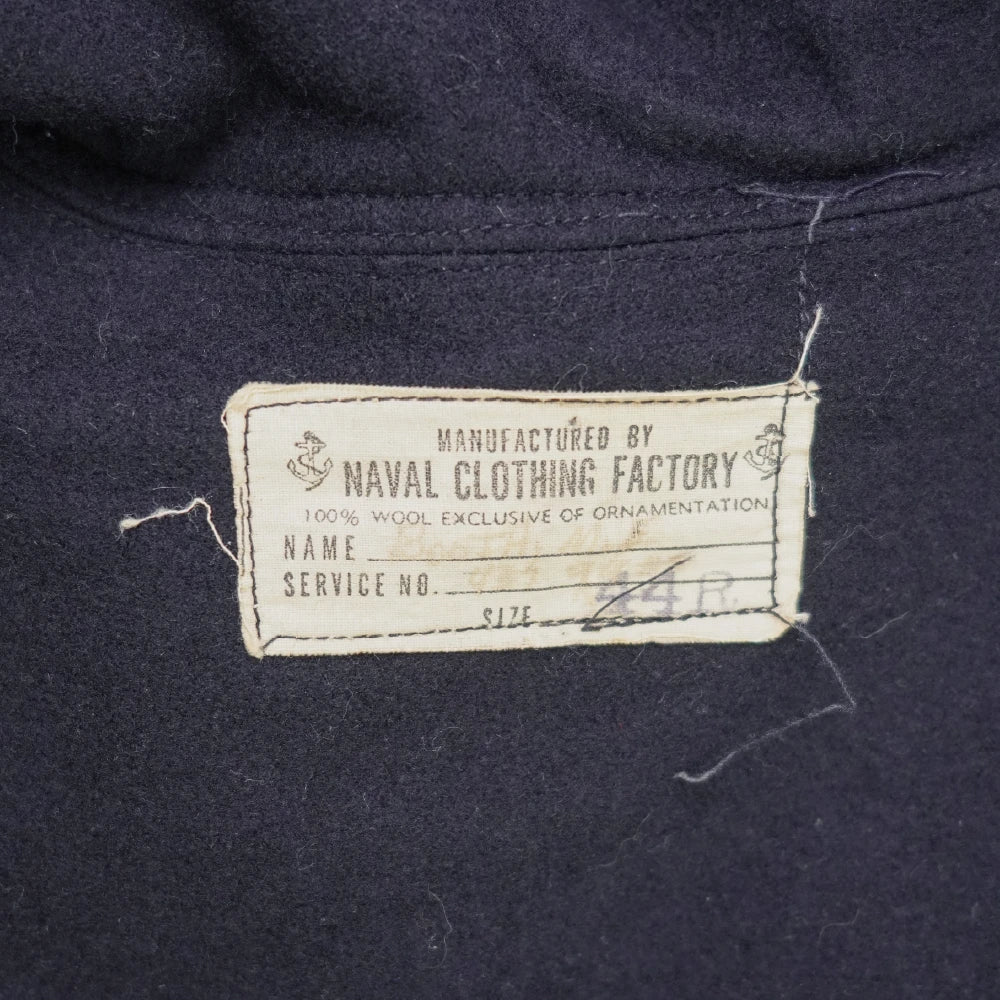 MANUFACTURED BY
NAVAL CLOTHING FACTORY
100% WOOL EXCLUSIVE OF ORNAMENTATION
NAME
SERVICE NO.
SIZE 44 R